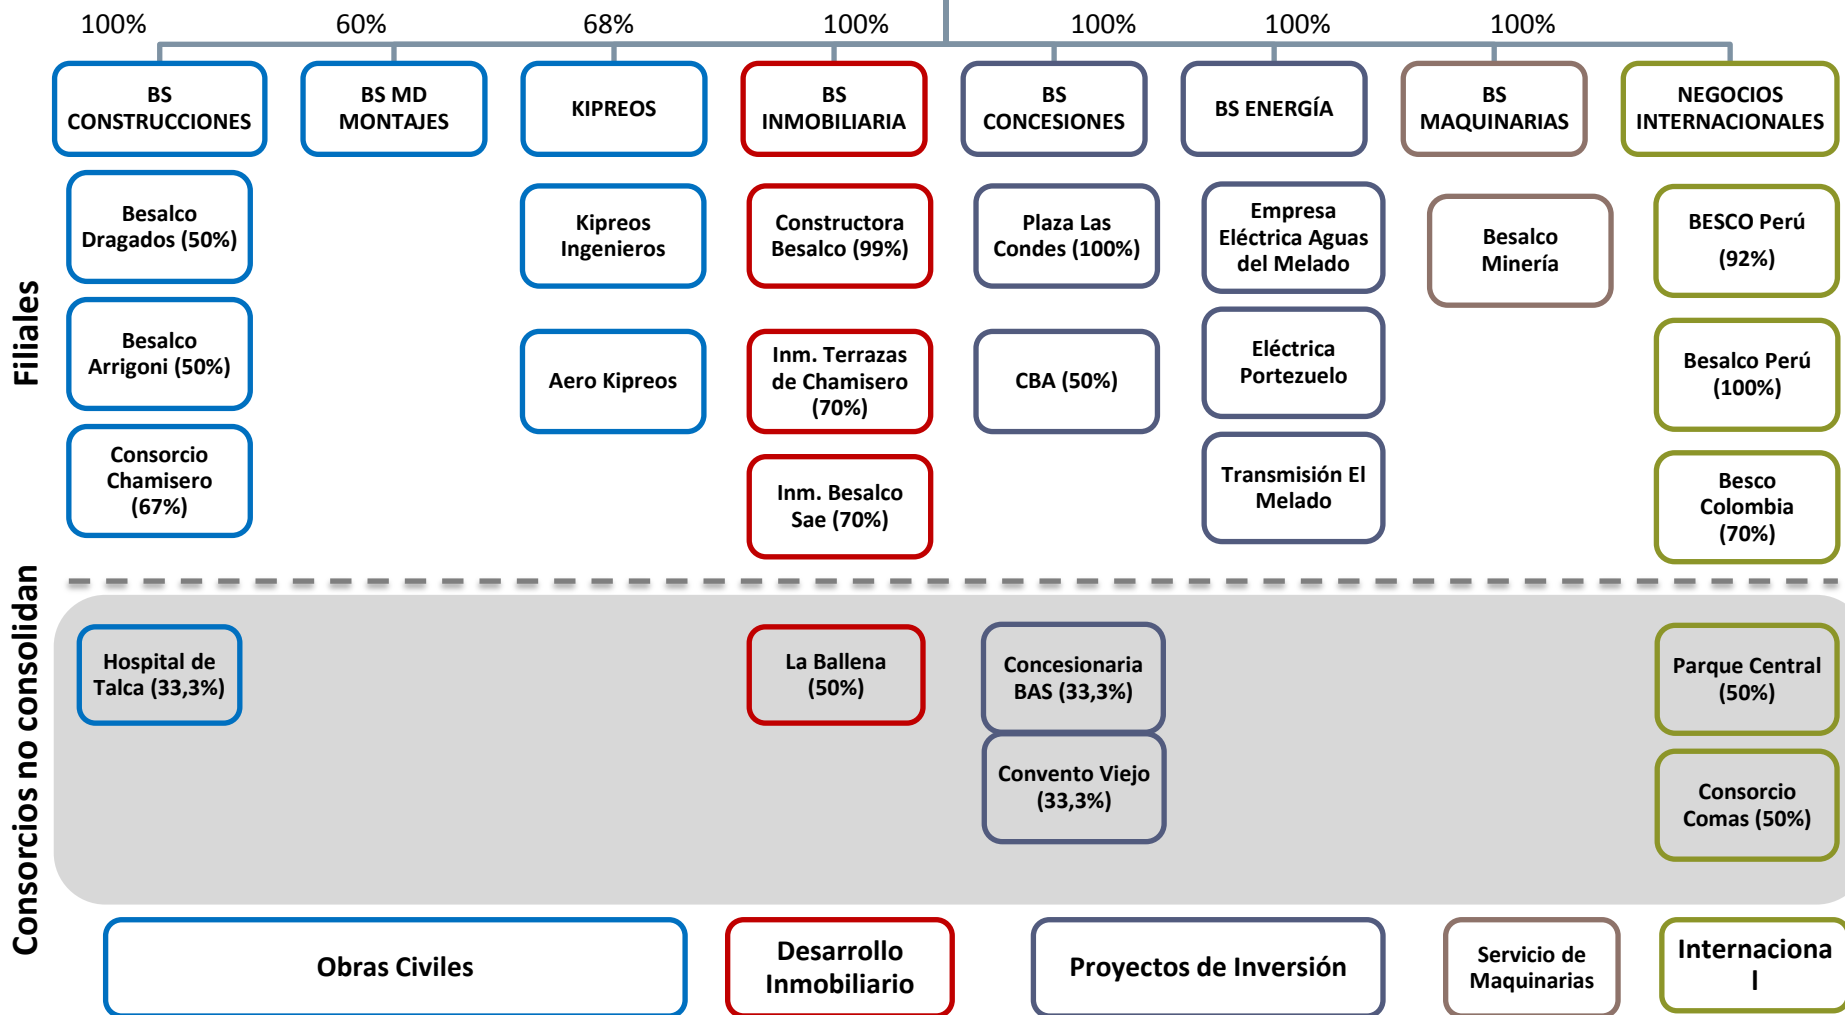 100%
60%
68%
100%
100%
100%
100%
BS
CONSTRUCCIONES
BS MD
MONTAJES
KIPREOS
BS
INMOBILIARIA
BS
CONCESIONES
BS ENERGÍA
BS
MAQUINARIAS
NEGOCIOS
INTERNACIONALES
Filiales
Besalco
Dragados (50%)
Kipreos
Ingenieros
Constructora
Besalco (99%)
Plaza Las
Condes (100%)
Empresa
Eléctrica Aguas
del Melado
Besalco
Minería
BESCO Perú
(92%)
Besalco
Arrigoni (50%)
Aero Kipreos
Inm. Terrazas
de Chamisero
(70%)
CBA (50%)
Eléctrica
Portezuelo
Besalco Perú
(100%)
Consorcio
Chamisero
(67%)
Inm. Besalco
Sae (70%)
Transmisión El
Melado
Besco
Colombia
(70%)
Consorcios no consolidan
Hospital de
Talca (33,3%)
La Ballena
(50%)
Concesionaria
BAS (33,3%)
Parque Central
(50%)
Convento Viejo
(33,3%)
Consorcio
Comas (50%)
Obras Civiles
Desarrollo
Inmobiliario
Proyectos de Inversión
Servicio de
Maquinarias
Internaciona
l